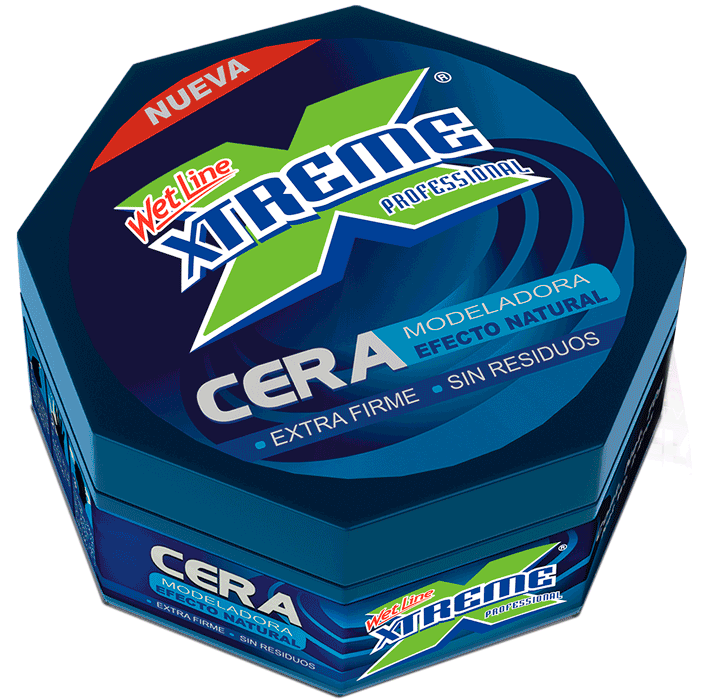 NUEVA
Wet Line
XTREME ®
PROFESSIONAL
CERA MODELADORA
EFECTO NATURAL
• EXTRA FIRME • SIN RESIDUOS
CERA
MODELADORA
EFECTO NATURAL
• EXTRA FIRME • SIN RESIDUOS
Wet Line
XTREME ®
PROFESSIONAL